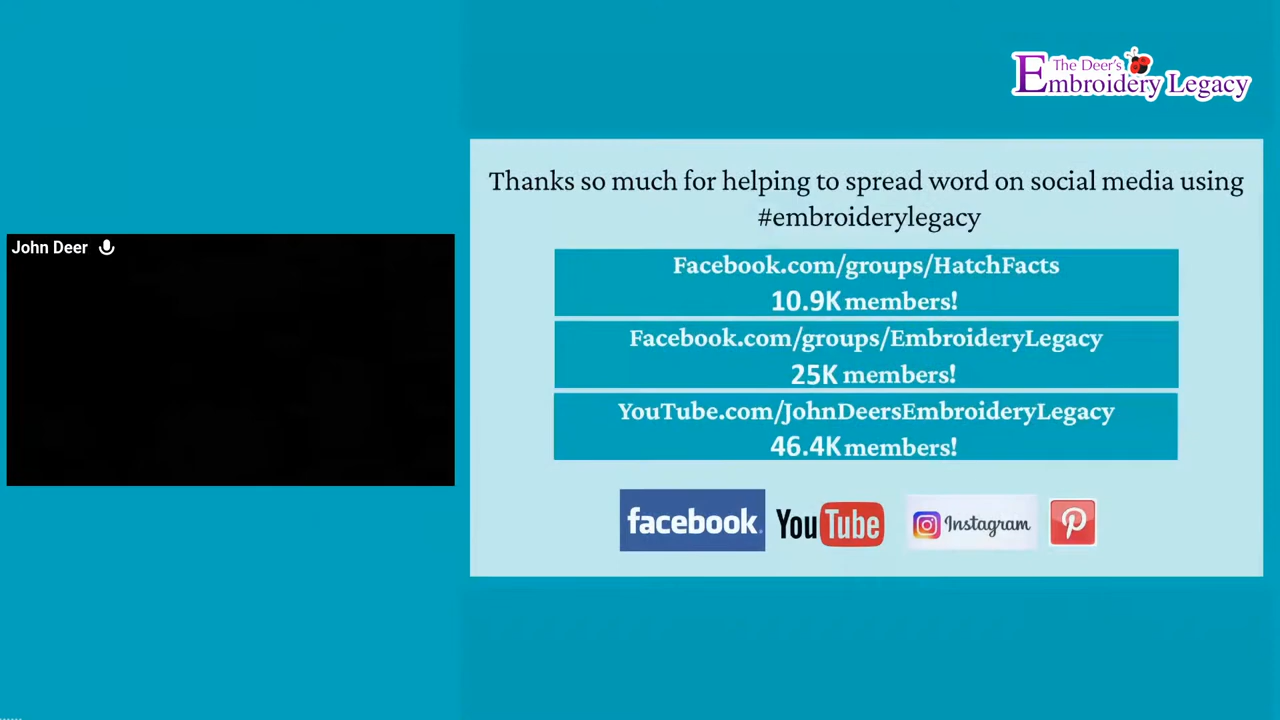 The Deer's
Embroidery Legacy
Thanks so much for helping to spread word on social media using
#embroiderylegacy
John Deer
Facebook.com/groups/HatchFacts
10.9K members!
Facebook.com/groups/EmbroideryLegacy
25K members!
YouTube.com/JohnDeersEmbroideryLegacy
46.4K members!
facebook. YouTube Instagram